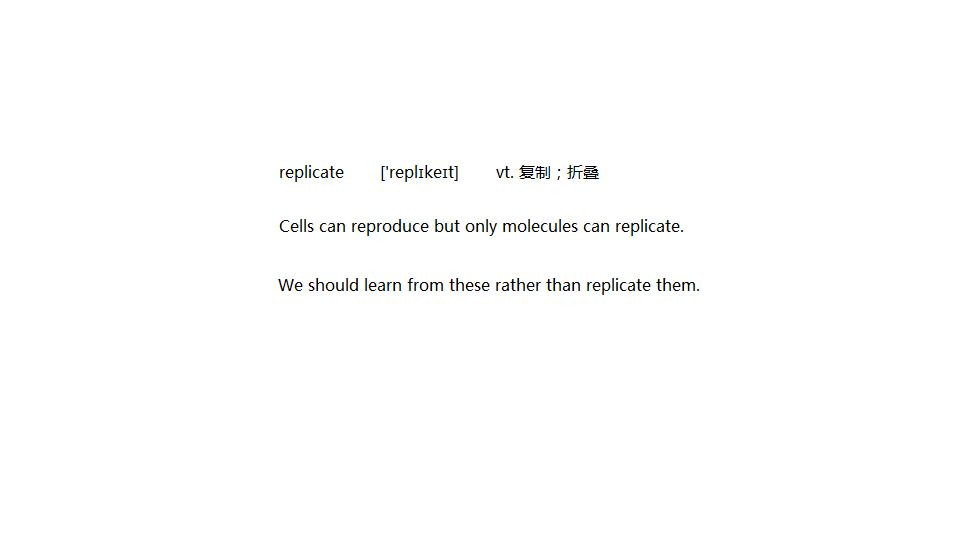 replicate ['replɪkeɪt] vt. 复制；折叠
Cells can reproduce but only molecules can replicate.
We should learn from these rather than replicate them.